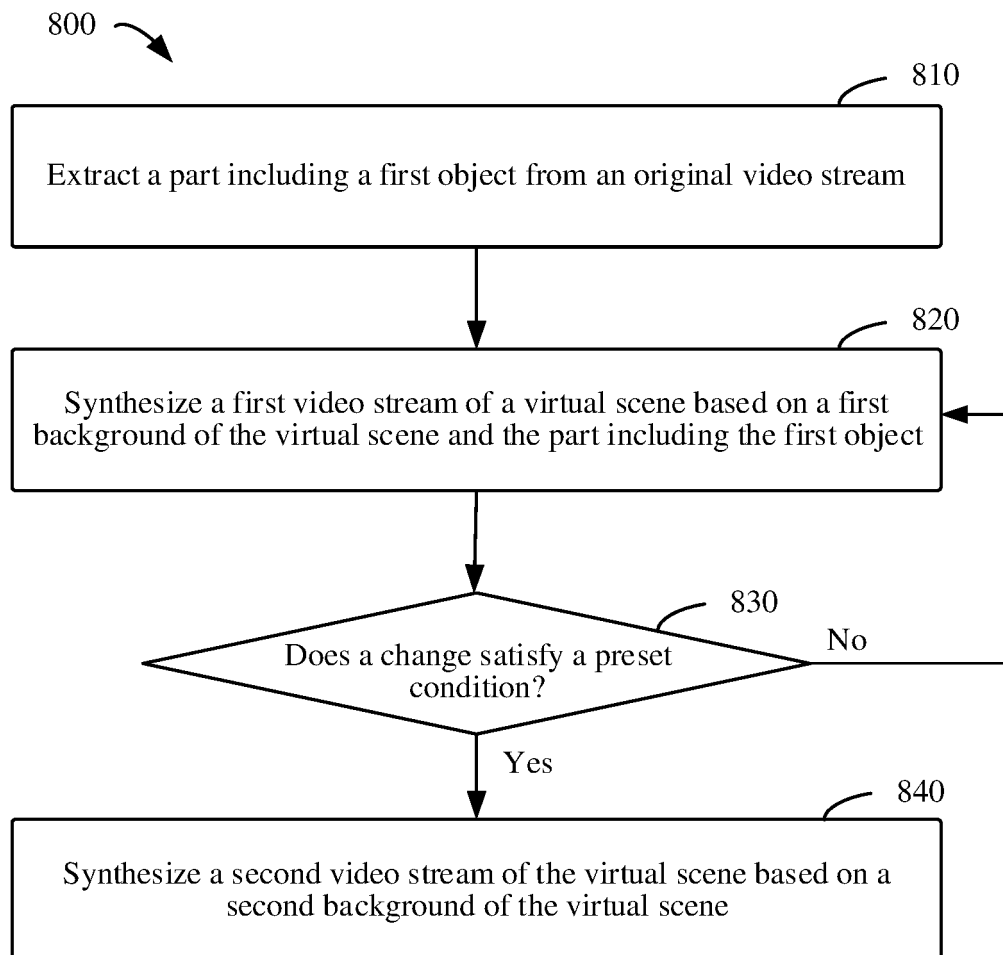 800
810
Extract a part including a first object from an original video stream
820
Synthesize a first video stream of a virtual scene based on a first
background of the virtual scene and the part including the first object
830
Does a change satisfy a preset
condition?
No
Yes
840
Synthesize a second video stream of the virtual scene based on a
second background of the virtual scene